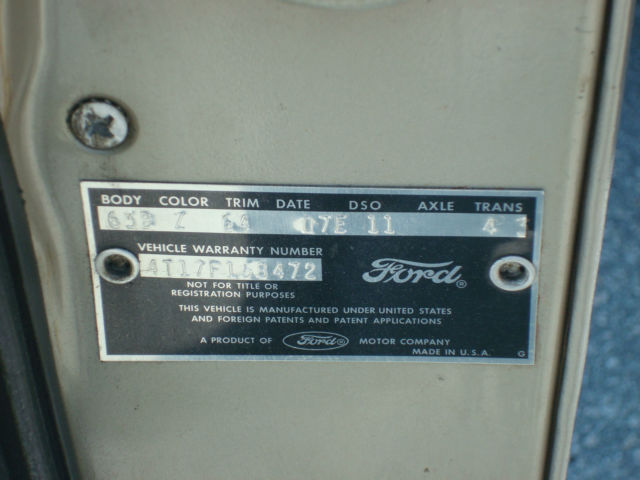 BODY COLOR TRIM DATE DSO AXLE TRANS
63B Z 17E 11 4 3
VEHICLE WARRANTY NUMBER
Ford®
NOT FOR TITLE OR
REGISTRATION PURPOSES
THIS VEHICLE IS MANUFACTURED UNDER UNITED STATES
AND FOREIGN PATENTS AND PATENT APPLICATIONS
A PRODUCT OF Ford® MOTOR COMPANY
MADE IN U.S.A. G